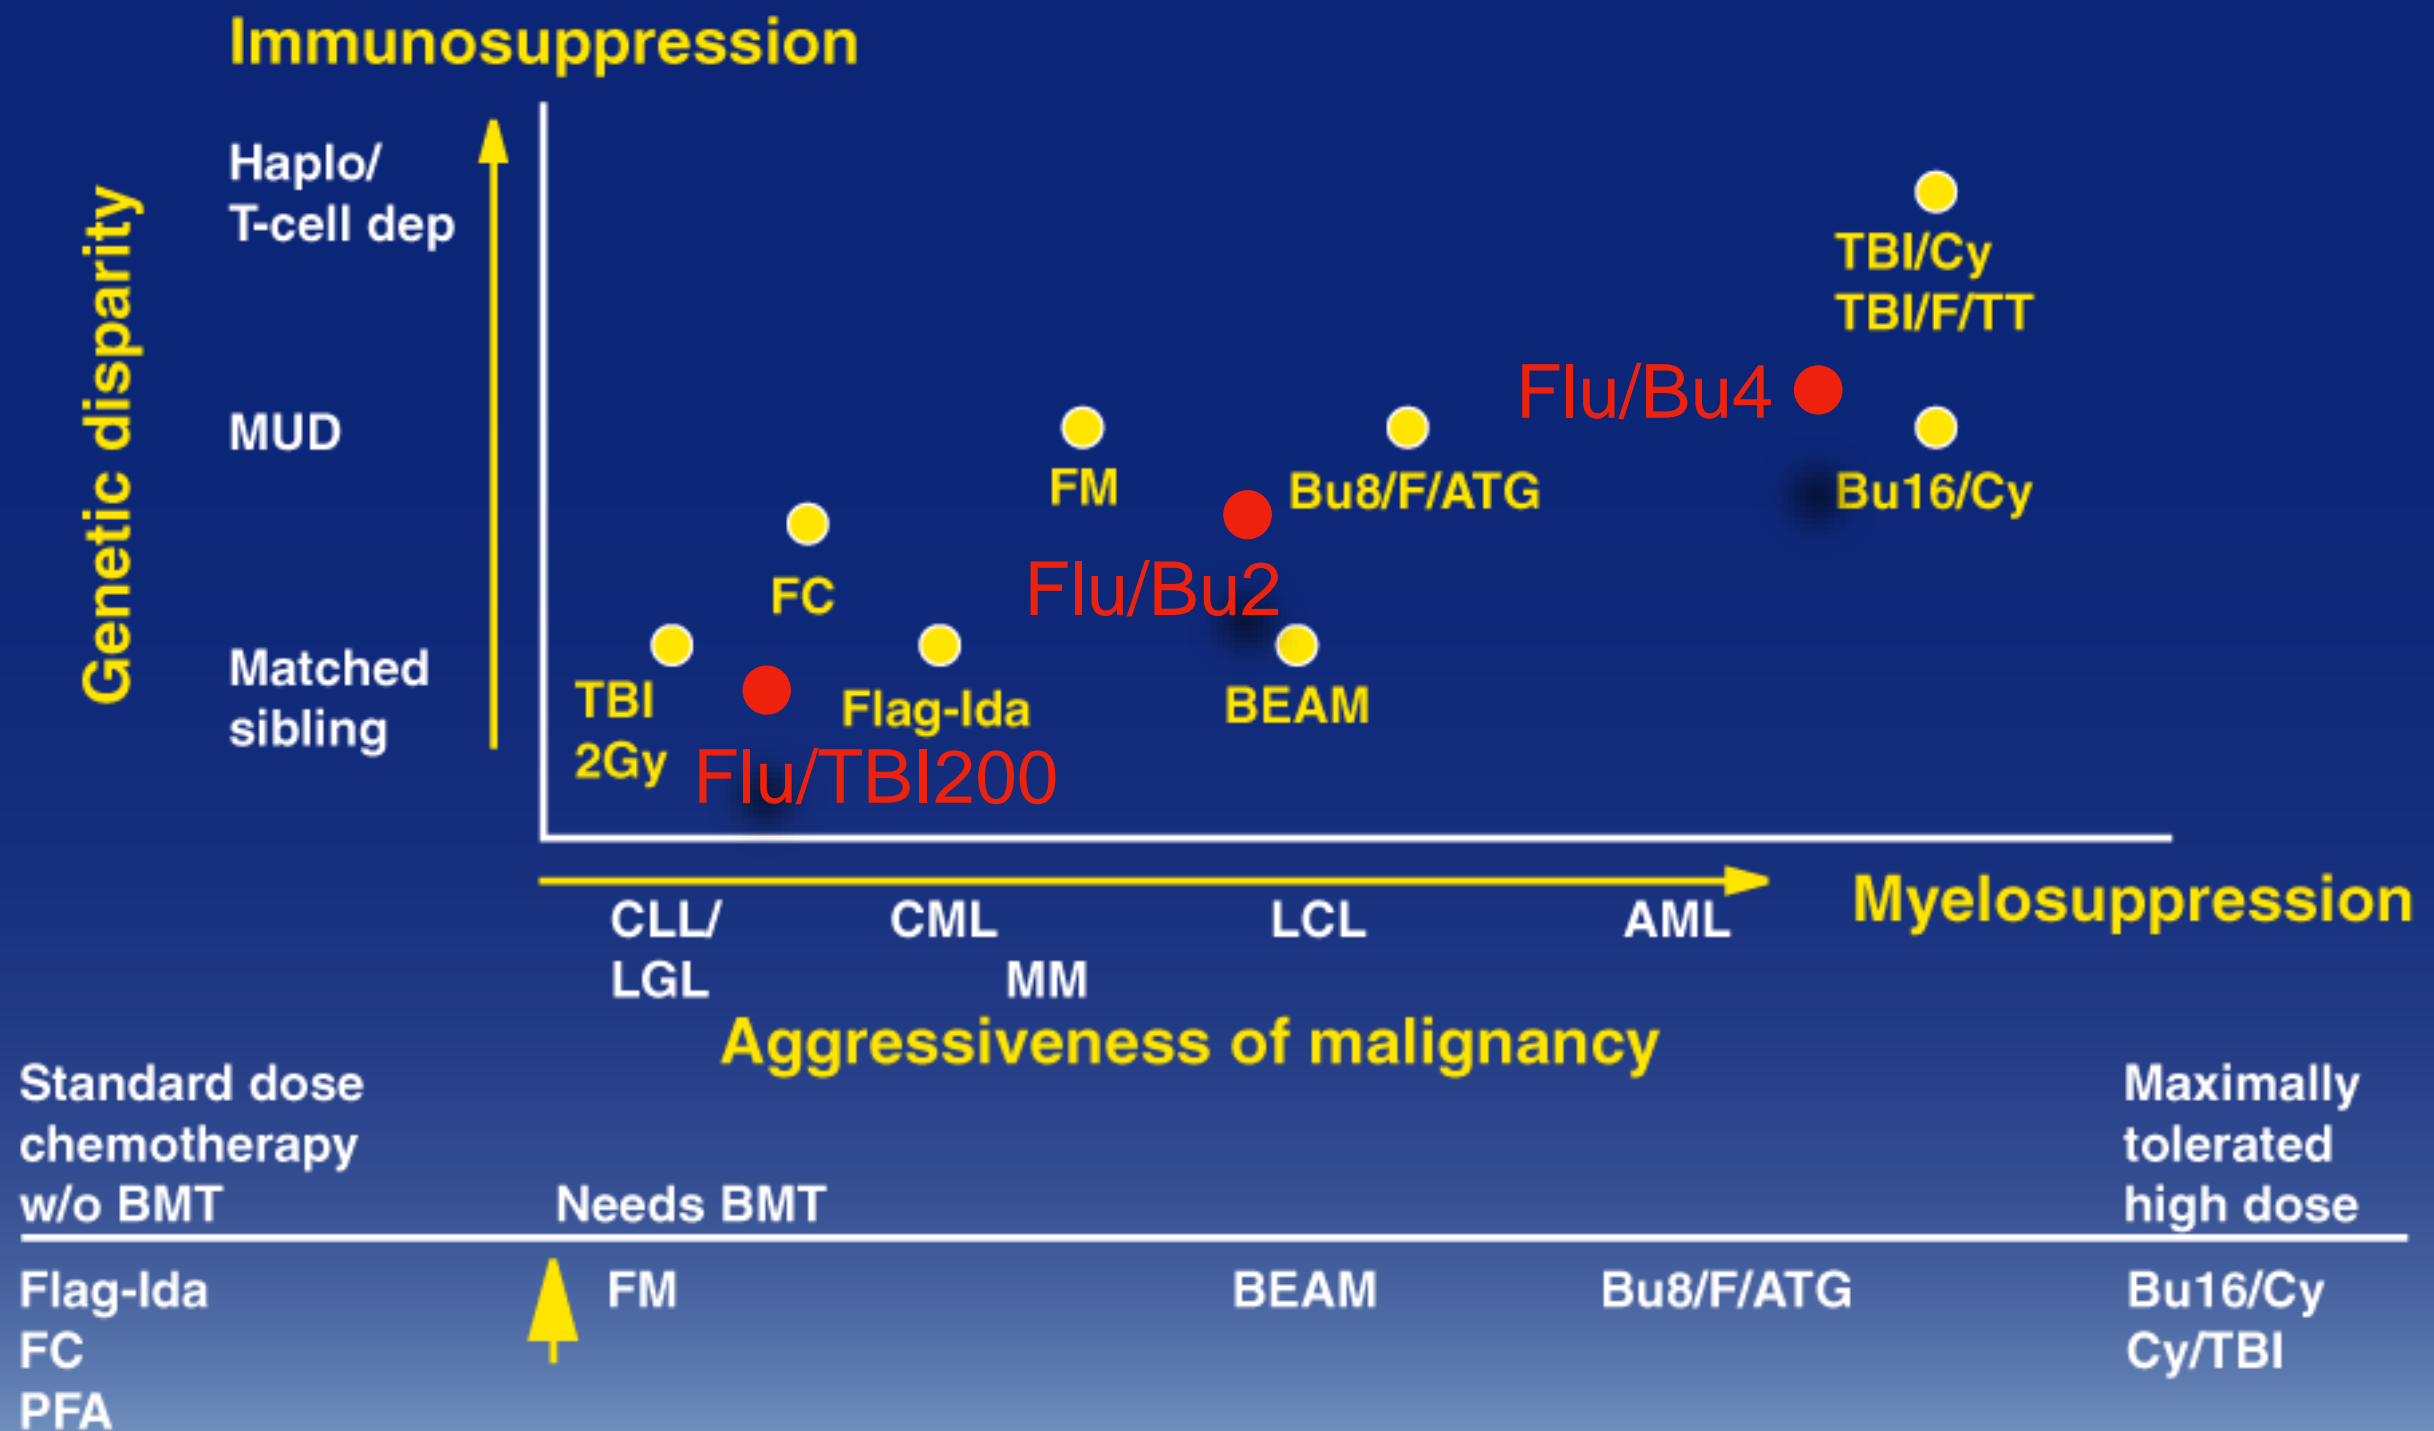 Immunosuppression
Genetic disparity
Haplo/
T-cell dep
MUD
Matched
sibling
TBI/Cy
TBI/F/TT
Flu/Bu4
FM
Bu8/F/ATG
Bu16/Cy
FC
Flu/Bu2
TBI
2Gy
Flag-Ida
BEAM
Flu/TBI200
Myelosuppression
CLL/
LGL
CML
MM
LCL
AML
Aggressiveness of malignancy
Standard dose
chemotherapy
w/o BMT
Needs BMT
Maximally
tolerated
high dose
Flag-Ida
FC
PFA
FM
BEAM
Bu8/F/ATG
Bu16/Cy
Cy/TBI